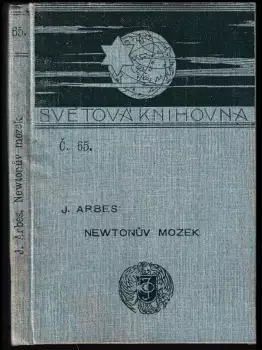 65.
J. Arbes, Newtonův mozek
SVĚTOVÁ KNIHOVNA
Č. 65.
J. ARBES
NEWTONŮV MOZEK